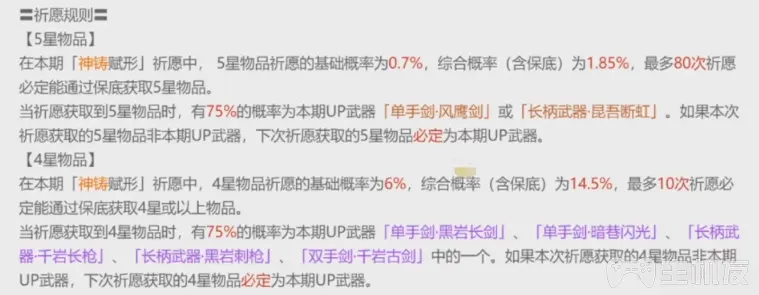 〓祈愿规则〓
【5星物品】
在本期「神铸赋形」祈愿中, 5星物品祈愿的基础概率为0.7%,综合概率(含保底)为1.85%,最多80次祈愿
必定能通过保底获取5星物品。
当祈愿获取到5星物品时,有75%的概率为本期UP武器「单手剑·风鹰剑」或「长柄武器·昆吾断虹」。如果本次
祈愿获取的5星物品非本期UP武器,下次祈愿获取的5星物品必定为本期UP武器。
【4星物品】
在本期「神铸赋形」祈愿中,4星物品祈愿的基础概率为6%,综合概率(含保底)为14.5%,最多10次祈愿必
定能通过保底获取4星或以上物品。
当祈愿获取到4星物品时,有75%的概率为本期UP武器「单手剑·黑岩长剑」、「单手剑·暗巷闪光」、「长柄武
器·千岩长枪」、「长柄武器·黑岩刺枪」、「双手剑·千岩古剑」中的一个。如果本次祈愿获取的4星物品非本期
UP武器,下次祈愿获取的4星物品必定为本期UP武器。